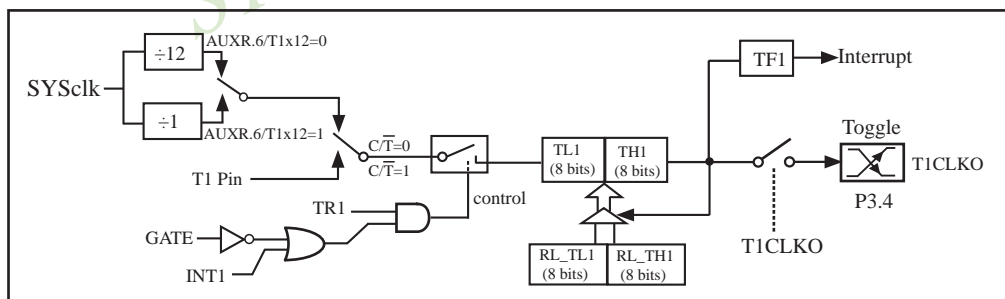 ÷12
AUXR.6/T1x12=0
SYSclk
÷1
AUXR.6/T1x12=1
T1 Pin
C/T̅=0
C/T̅=1
control
TR1
GATE
INT1
TL1
(8 bits)
TH1
(8 bits)
RL_TL1
(8 bits)
RL_TH1
(8 bits)
TF1
Interrupt
Toggle
T1CLKO
P3.4
T1CLKO